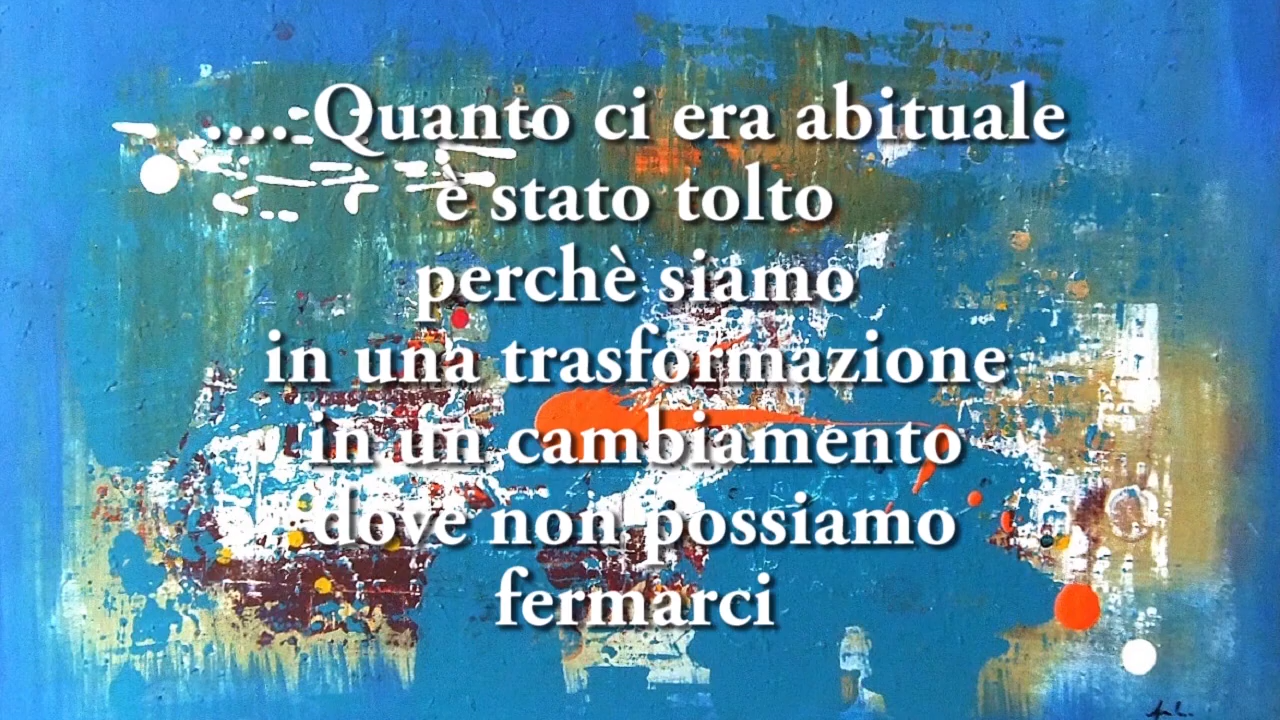 .... Quanto ci era abituale
è stato tolto
perchè siamo
in una trasformazione
in un cambiamento
dove non possiamo
fermarci